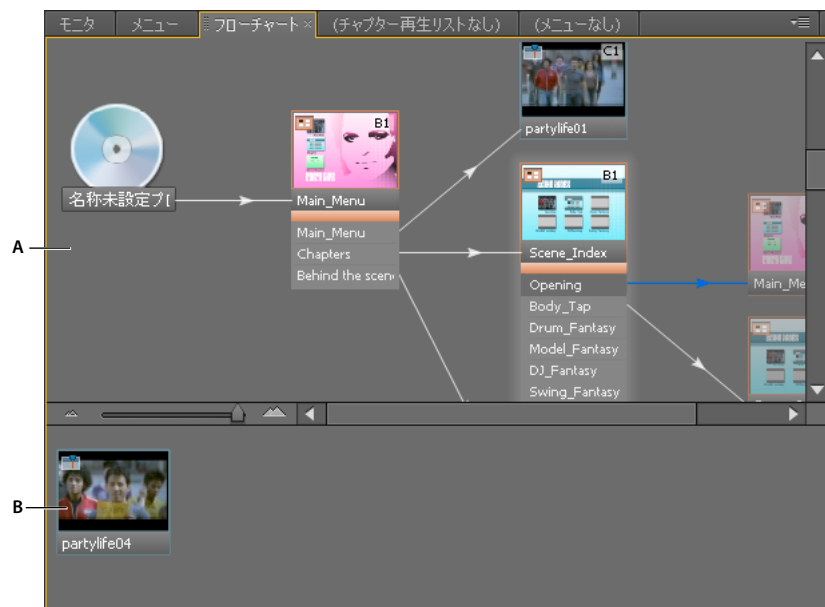 モニタ メニュー フローチャート × (チャプター再生リストなし) (メニューなし)
C1
partylife01
B1
Main_Menu
Main_Menu
Chapters
Behind the scen
名称未設定プ[
B1
Scene_Index
Opening
Body_Tap
Drum_Fantasy
Model_Fantasy
DJ_Fantasy
Swing_Fantasy
Main_Me
A
B
partylife04